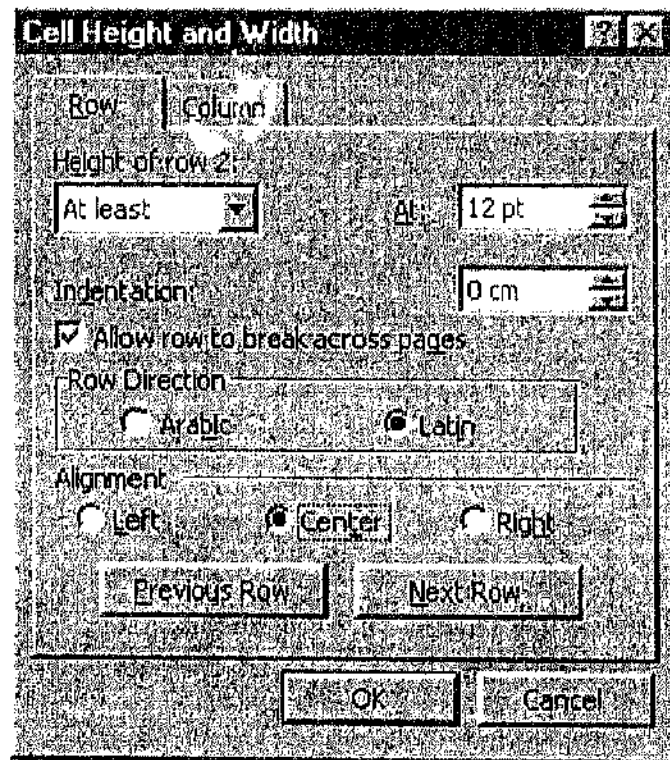 Cell Height and Width
Row Column
Height of row 2:
At least At: 12 pt
Indentation: 0 cm
Allow row to break across pages
Row Direction
Arabic Latin
Alignment
Left Center Right
Previous Row Next Row
OK Cancel